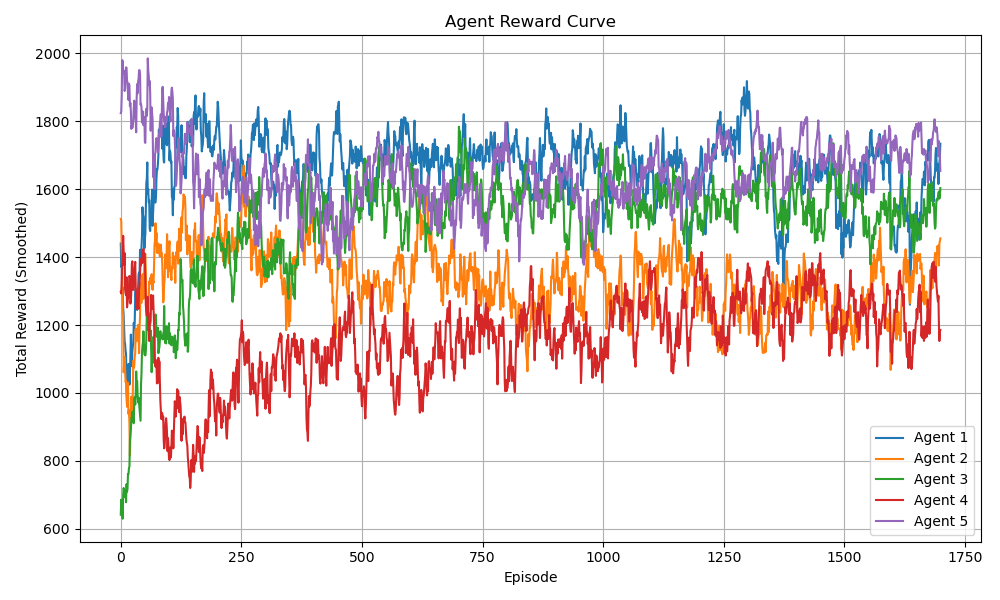 Agent Reward Curve
Total Reward (Smoothed)
2000
1800
1600
1400
1200
1000
800
600
0
250
500
750
1000
1250
1500
1750
Episode
Agent 1
Agent 2
Agent 3
Agent 4
Agent 5